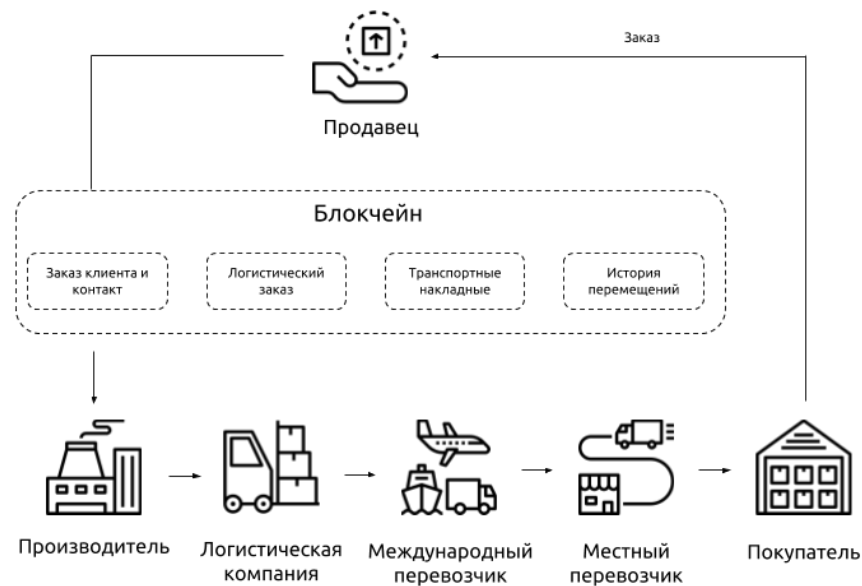 Заказ
Продавец
Блокчейн
Заказ клиента и
контакт
Логистический
заказ
Транспортные
накладные
История
перемещений
Производитель
Логистическая
компания
Международный
перевозчик
Местный
перевозчик
Покупатель